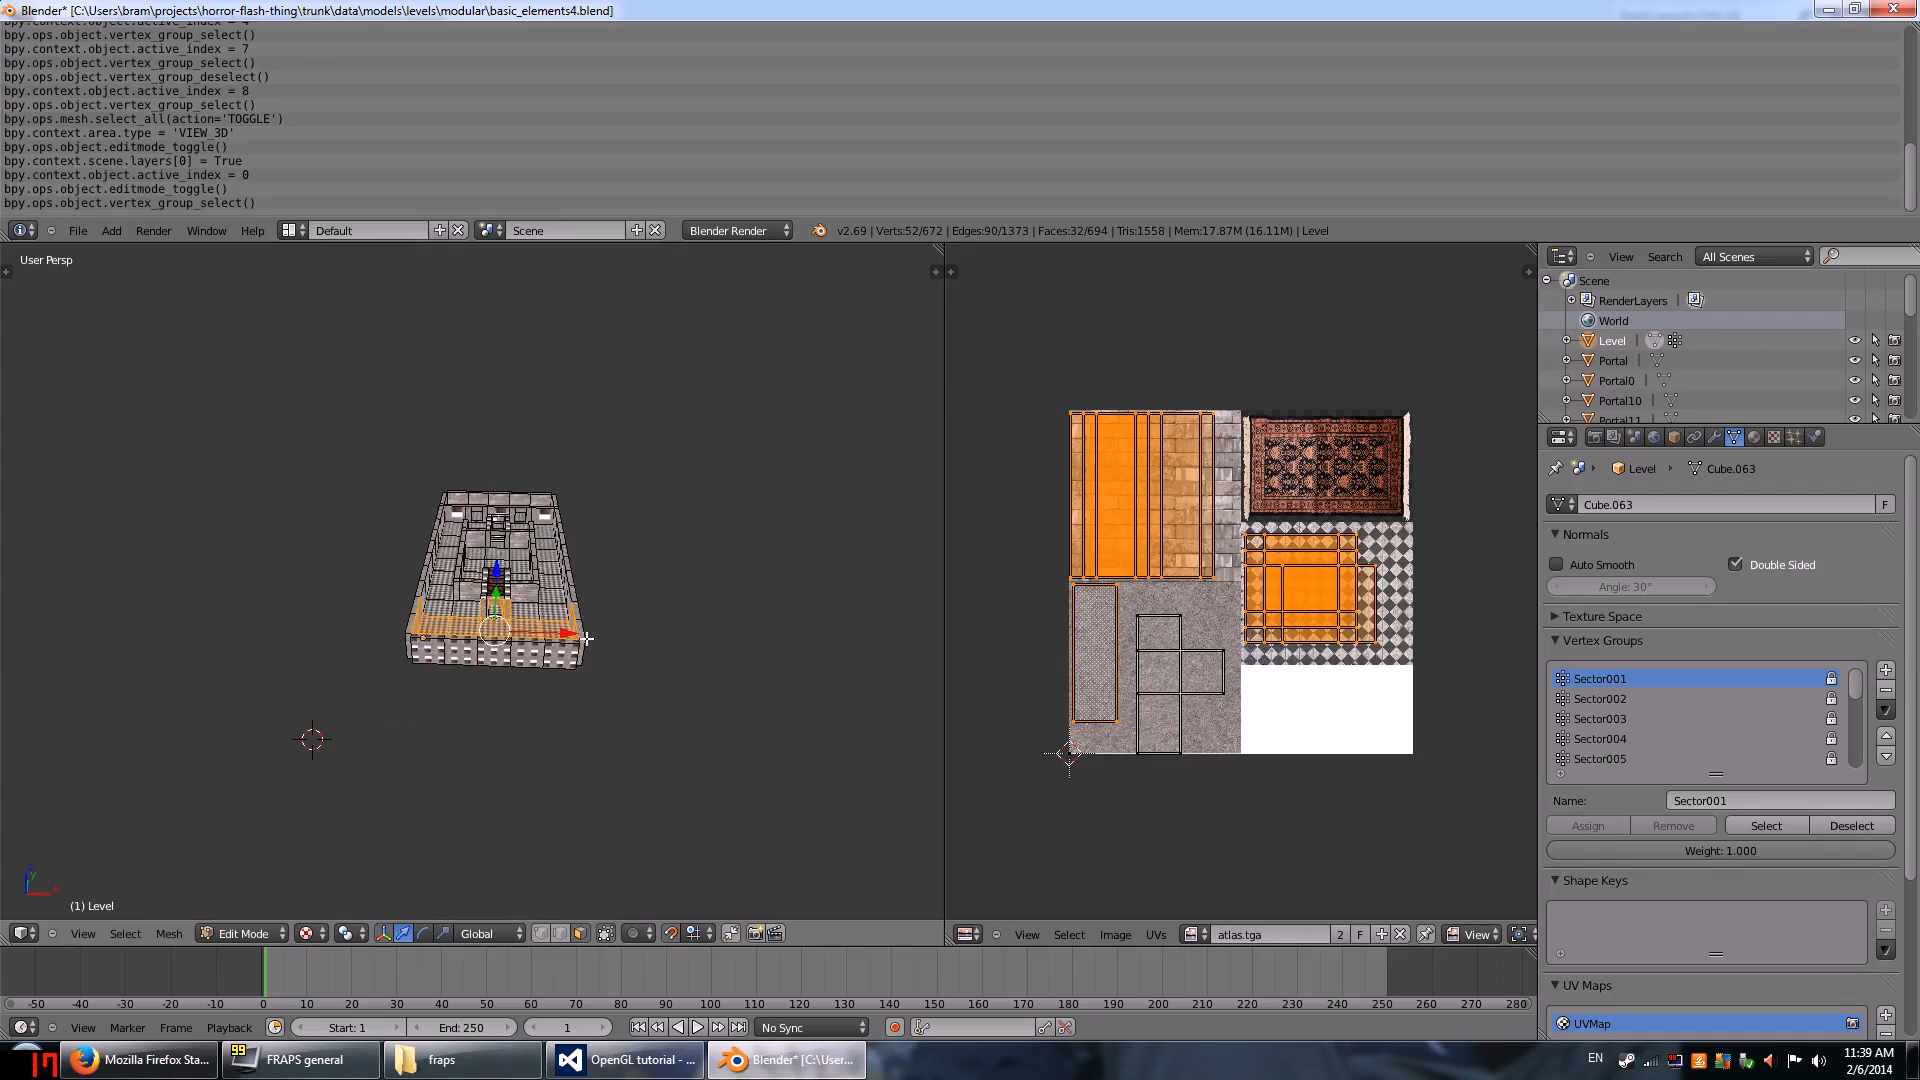 Blender* [C:\Users\bram\projects\horror-flash-thing\trunk\data\models\levels\modular\basic_elements4.blend]
bpy.context.object.active_index = 4
bpy.ops.object.vertex_group_select()
bpy.context.object.active_index = 7
bpy.ops.object.vertex_group_select()
bpy.ops.object.vertex_group_deselect()
bpy.context.object.active_index = 8
bpy.ops.object.vertex_group_select()
bpy.ops.mesh.select_all(action='TOGGLE')
bpy.context.area.type = 'VIEW_3D'
bpy.ops.object.editmode_toggle()
bpy.context.scene.layers[0] = True
bpy.context.object.active_index = 0
bpy.ops.object.editmode_toggle()
bpy.ops.object.vertex_group_select()
File Add Render Window Help Default Scene Blender Render v2.69 | Verts:52/672 | Edges:90/1373 | Faces:32/694 | Tris:1558 | Mem:17.87M (16.11M) | Level
User Persp
(1) Level
View Select Mesh Edit Mode Global
View Select Image UVs atlas.tga 2 F View
View Search All Scenes
Scene
RenderLayers
World
Level
Portal
Portal0
Portal10
Portal11
Level Cube.063
Cube.063 F
Normals
Auto Smooth Double Sided
Angle: 30°
Texture Space
Vertex Groups
Sector001
Sector002
Sector003
Sector004
Sector005
Name: Sector001
Assign Remove Select Deselect
Weight: 1.000
Shape Keys
UV Maps
UVMap
-50 -40 -30 -20 -10 0 10 20 30 40 50 60 70 80 90 100 110 120 130 140 150 160 170 180 190 200 210 220 230 240 250 260 270 280
View Marker Frame Playback Start: 1 End: 250 1 No Sync
Mozilla Firefox Sta... 99 FRAPS general fraps OpenGL tutorial - ... Blender* [C:\User... EN 11:39 AM
2/6/2014